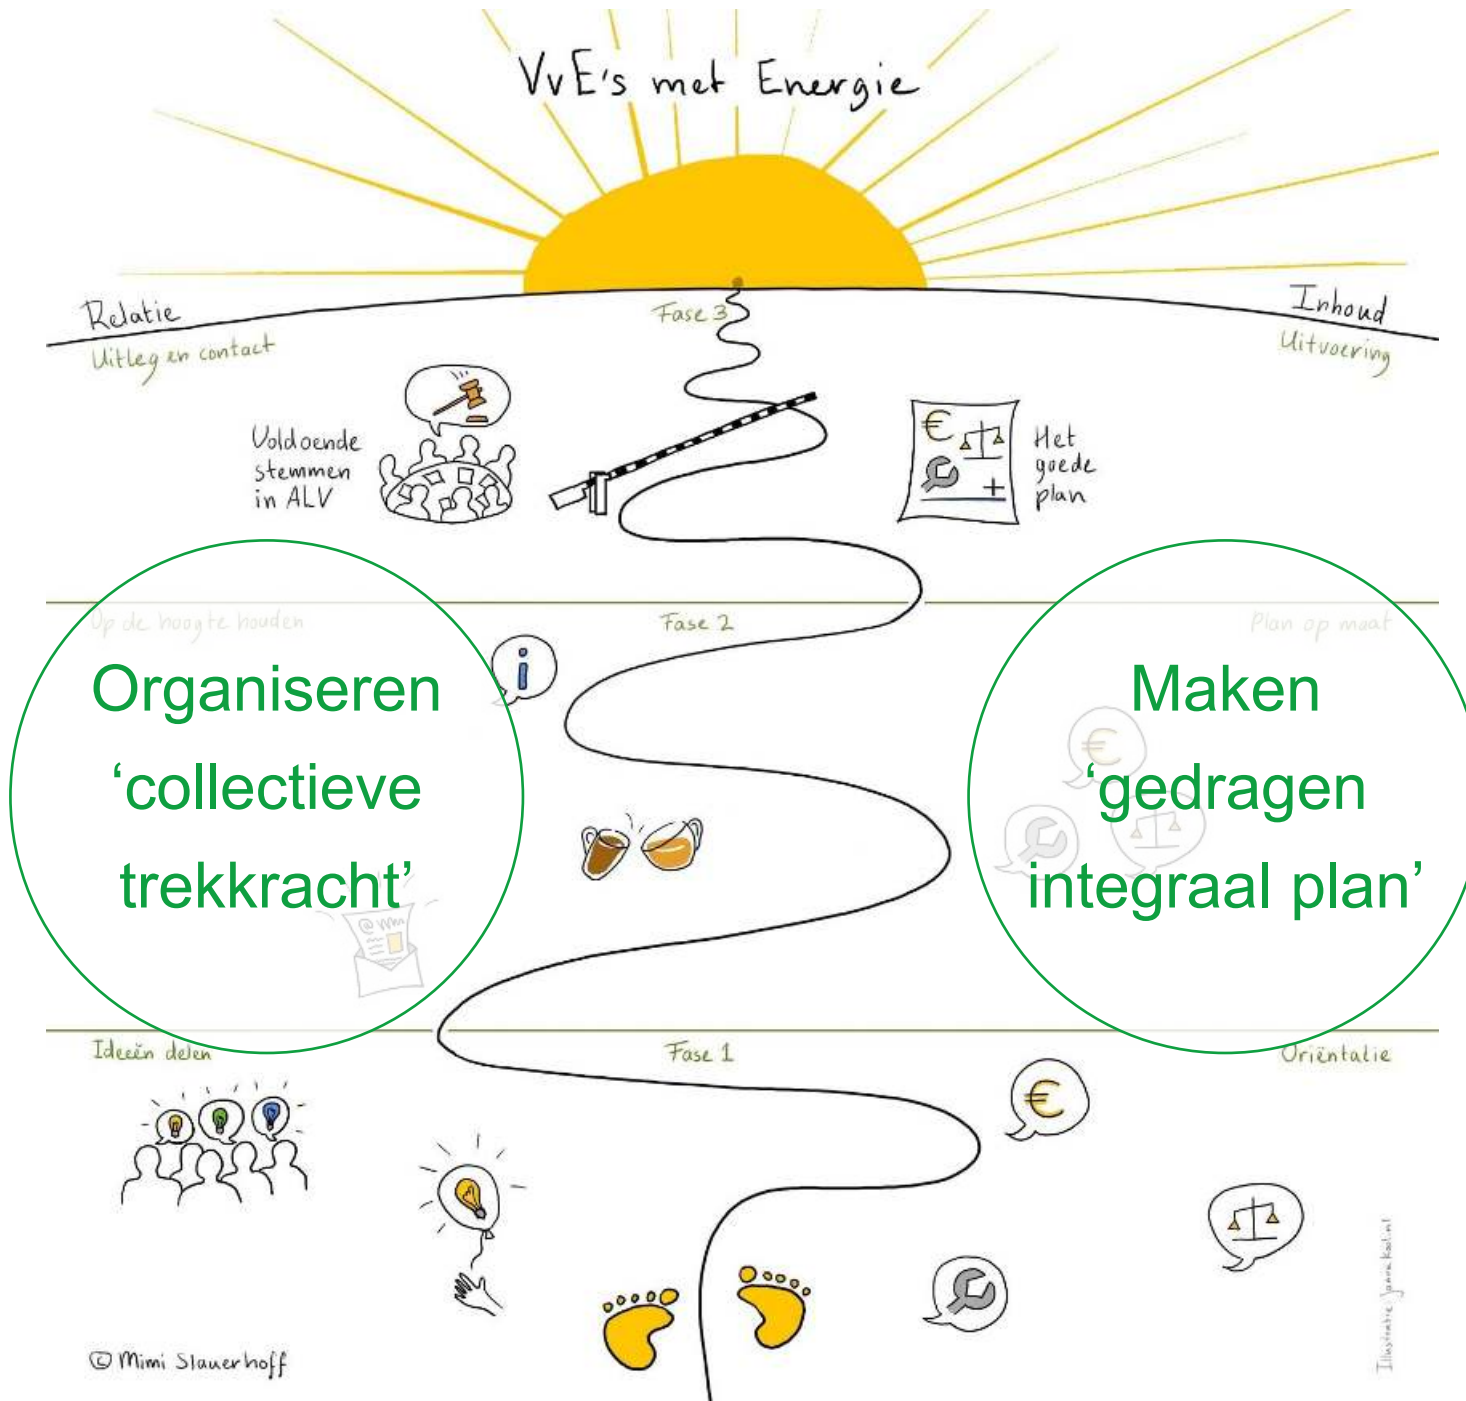 VvE's met Energie
Relatie
Inhoud
Uitleg en contact
Fase 3
Uitvoering
Voldoende
stemmen
in ALV
€
+
Het
goede
plan
Op de hoogte houden
Fase 2
Plan op maat
i
Organiseren
‘collectieve
trekkracht’
Maken
‘gedragen
integraal plan’
€
@
Ideeën delen
Fase 1
Oriëntatie
€
© Mimi Slauerhoff